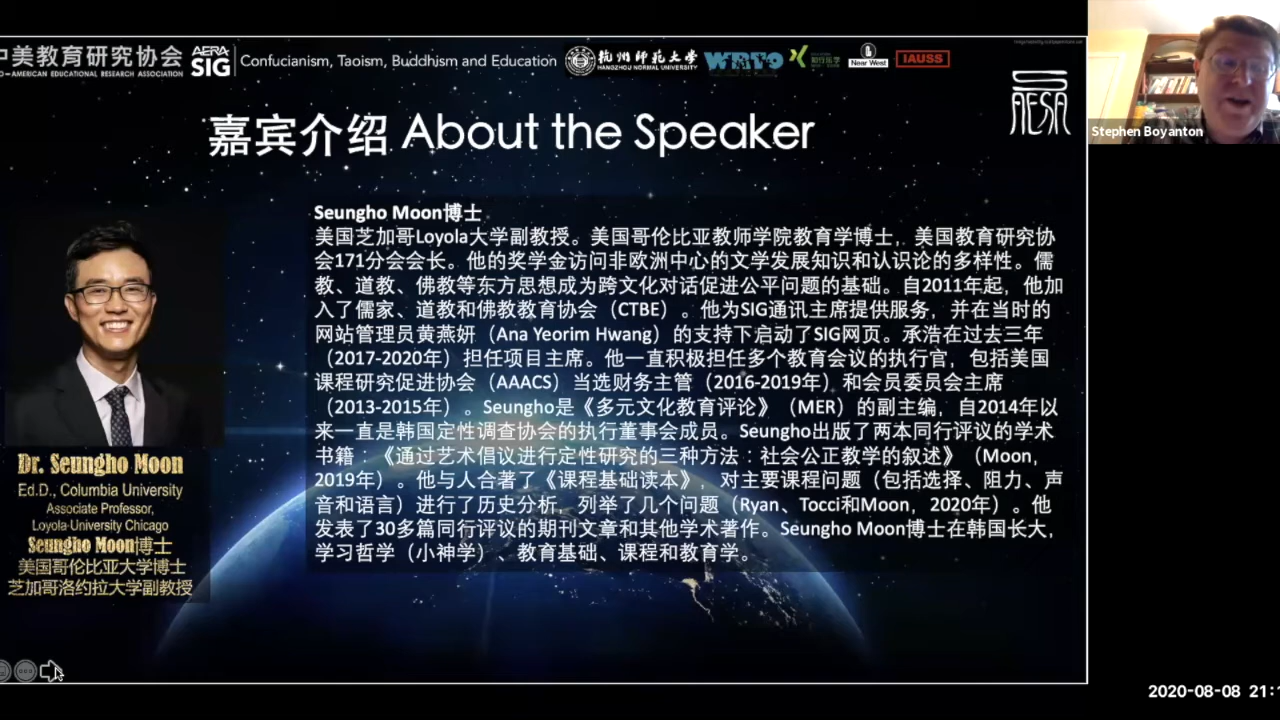 中美教育研究协会
O-AMERICAN EDUCATIONAL RESEARCH ASSOCIATION
AERA
SIG
Confucianism, Taoism, Buddhism and Education
杭州师范大学
HANGZHOU NORMAL UNIVERSITY
WRTO
知行乐学
Near West
IAUSS
AESA
Stephen Boyanton
嘉宾介绍 About the Speaker
Seungho Moon博士
美国芝加哥Loyola大学副教授。美国哥伦比亚教师学院教育学博士，美国教育研究协
会171分会会长。他的奖学金访问非欧洲中心的文学发展知识和认识论的多样性。儒
教、道教、佛教等东方思想成为跨文化对话促进公平问题的基础。自2011年起，他加
入了儒家、道教和佛教教育协会（CTBE）。他为SIG通讯主席提供服务，并在当时的
网站管理员黄燕妍（Ana Yeorim Hwang）的支持下启动了SIG网页。承浩在过去三年
（2017-2020年）担任项目主席。他一直积极担任多个教育会议的执行官，包括美国
课程研究促进协会（AAACS）当选财务主管（2016-2019年）和会员委员会主席
（2013-2015年）。Seungho是《多元文化教育评论》（MER）的副主编，自2014年以
来一直是韩国定性调查协会的执行董事会成员。Seungho出版了两本同行评议的学术
书籍：《通过艺术倡议进行定性研究的三种方法：社会公正教学的叙述》（Moon，
2019年）。他与人合著了《课程基础读本》，对主要课程问题（包括选择、阻力、声
音和语言）进行了历史分析，列举了几个问题（Ryan、Tocci和Moon，2020年）。他
发表了30多篇同行评议的期刊文章和其他学术著作。Seungho Moon博士在韩国长大，
学习哲学（小神学）、教育基础、课程和教育学。
Dr. Seungho Moon
Ed.D., Columbia University
Associate Professor,
Loyola University Chicago
Seungho Moon博士
美国哥伦比亚大学博士
芝加哥洛约拉大学副教授
2020-08-08 21: